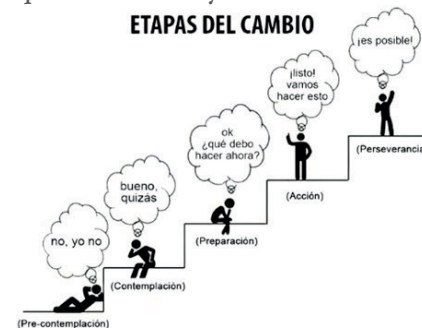 ETAPAS DEL CAMBIO
¡es posible!
(Perseverancia
¡listo!
vamos
hacer esto
(Acción)
ok
¿qué debo
hacer ahora?
(Preparación)
bueno,
quizás
(Contemplación)
no, yo no
(Pre-contemplación)